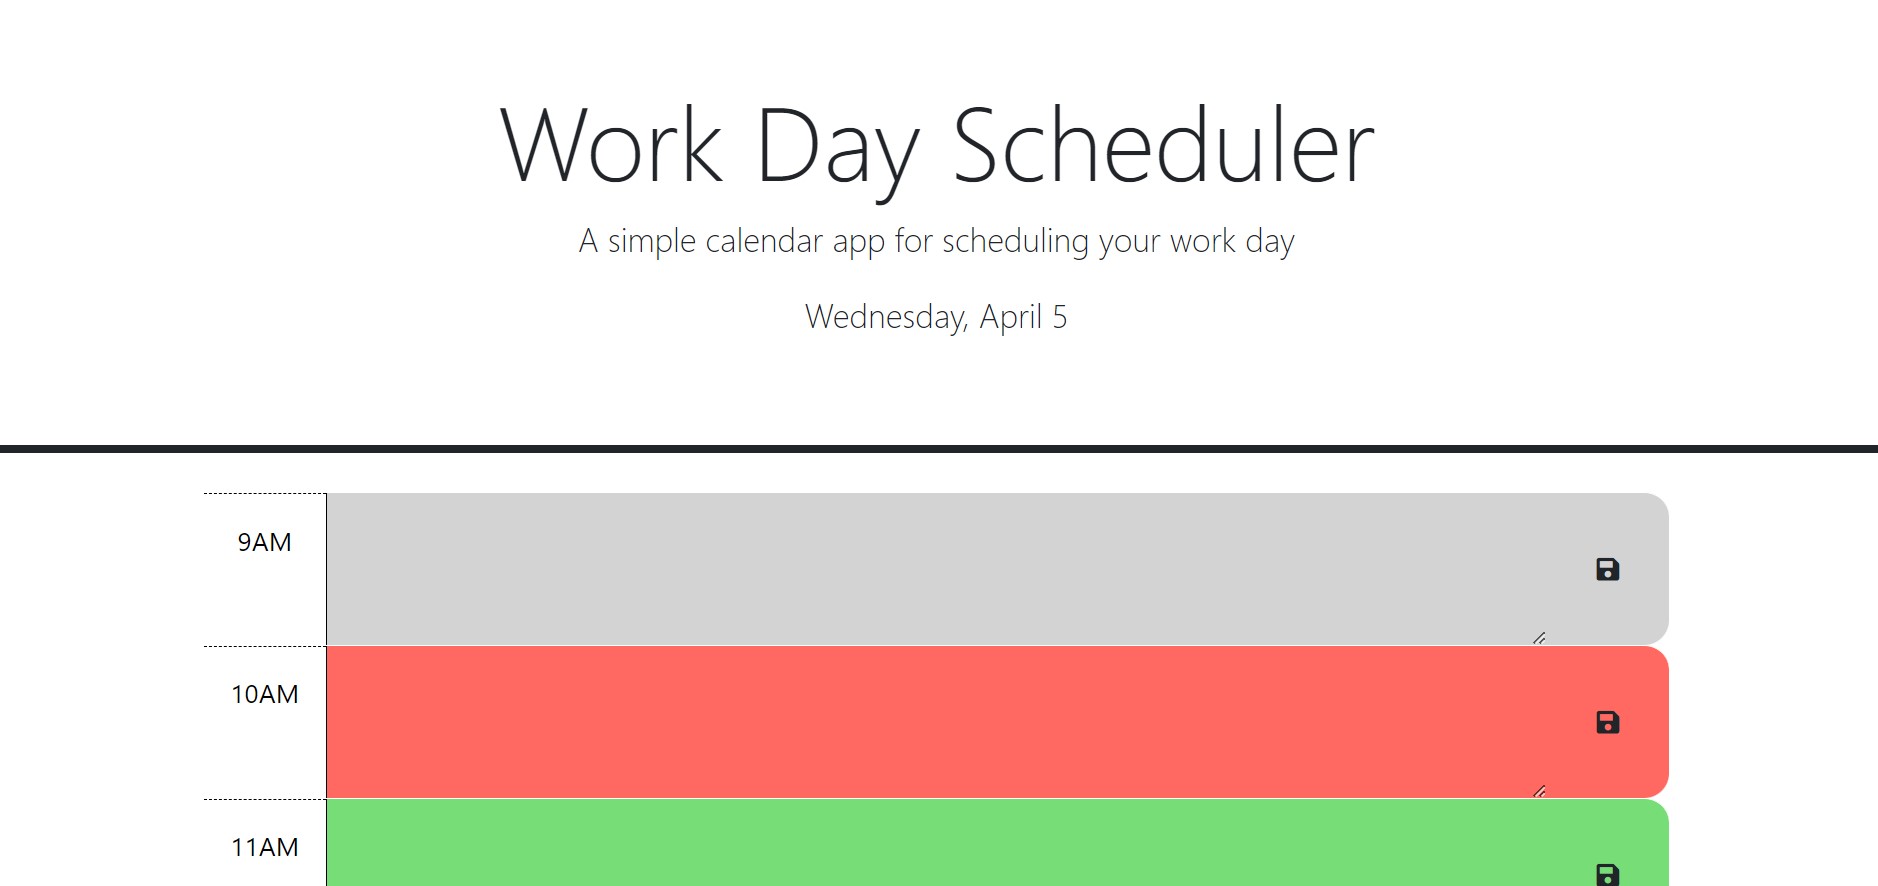 Work Day Scheduler
A simple calendar app for scheduling your work day
Wednesday, April 5
9AM
10AM
11AM